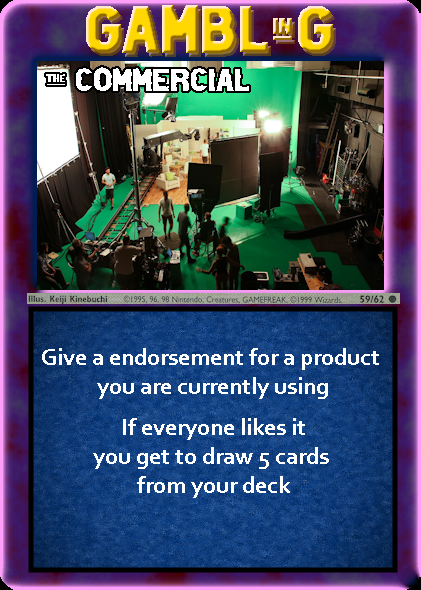 GAMBLinG
THE COMMERCIAL
Illus. Keiji Kinebuchi ©1995, 96, 98 Nintendo, Creatures, GAMEFREAK. ©1999 Wizards. 59/62
Give a endorsement for a product
you are currently using
If everyone likes it
you get to draw 5 cards
from your deck